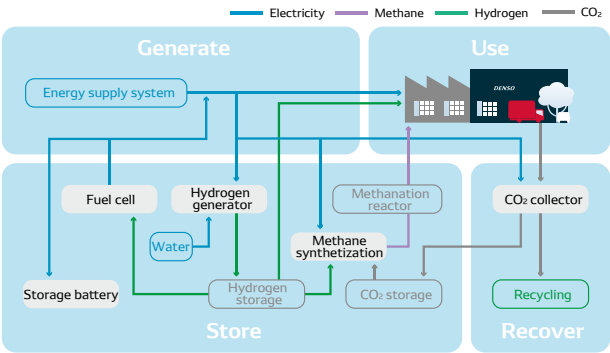 Electricity
Methane
Hydrogen
CO₂
Generate
Use
Energy supply system
DENSO
Fuel cell
Hydrogen
generator
Methanation
reactor
CO₂ collector
Water
Methane
synthetization
Storage battery
Hydrogen
storage
CO₂ storage
Recycling
Store
Recover